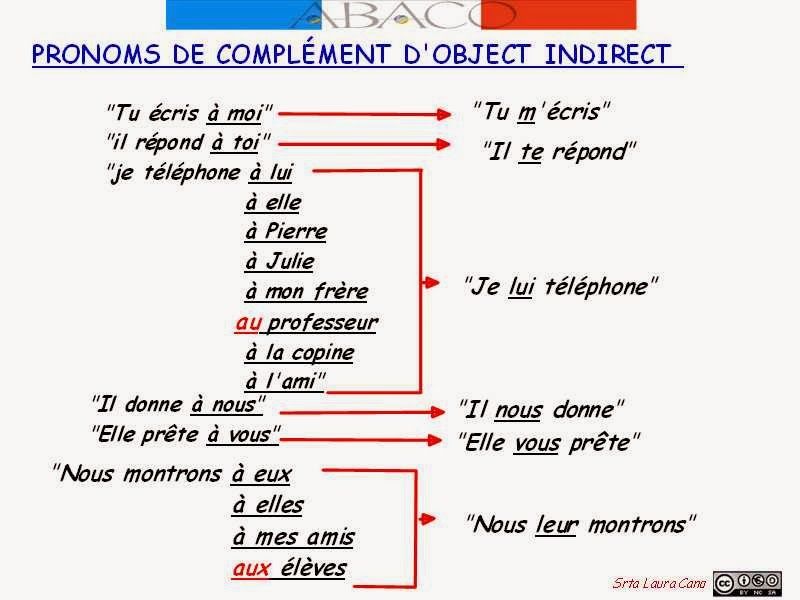 ABACO
PRONOMS DE COMPLÉMENT D'OBJECT INDIRECT
"Tu écris à moi" "Tu m'écris"
"il répond à toi" "Il te répond"
"je téléphone à lui
à elle
à Pierre
à Julie
à mon frère "Je lui téléphone"
au professeur
à la copine
à l'ami"
"Il donne à nous" "Il nous donne"
"Elle prête à vous" "Elle vous prête"
"Nous montrons à eux
à elles
à mes amis "Nous leur montrons"
aux élèves
Srta Laura Cano cc BY NC SA